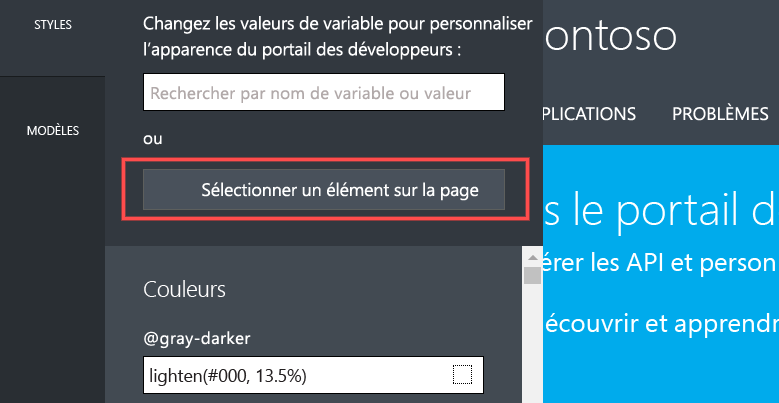 STYLES
MODÈLES
Changez les valeurs de variable pour personnaliser
l'apparence du portail des développeurs :
Rechercher par nom de variable ou valeur
ou
Sélectionner un élément sur la page
Couleurs
@gray-darker
lighten(#000, 13.5%)
ontoso
PLICATIONS PROBLÈMES
s le portail d
érer les API et person
écouvrir et apprendr